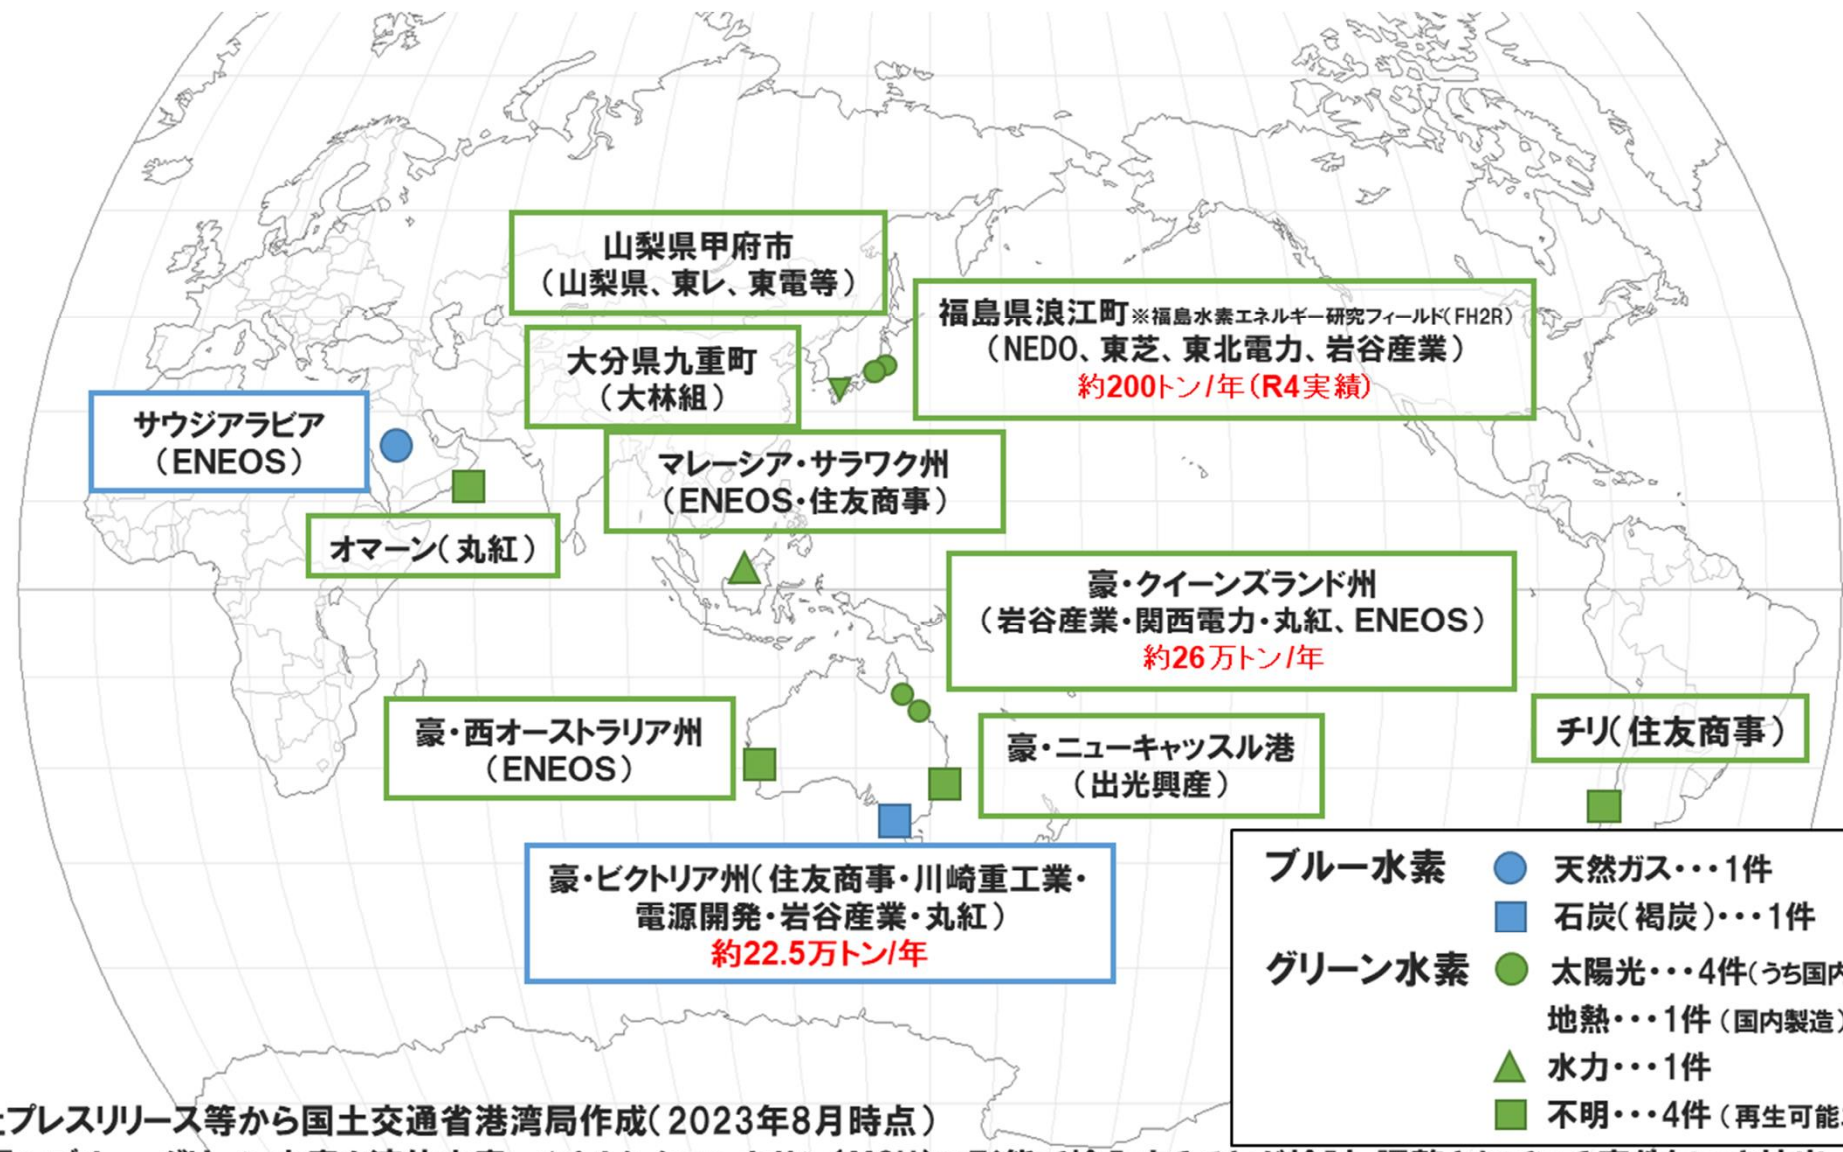 山梨県甲府市
（山梨県、東レ、東電等）
福島県浪江町※福島水素エネルギー研究フィールド（FH2R）
（NEDO、東芝、東北電力、岩谷産業）
約200トン/年（R4実績）
大分県九重町
（大林組）
サウジアラビア
（ENEOS）
マレーシア・サラワク州
（ENEOS・住友商事）
オマーン（丸紅）
豪・クイーンズランド州
（岩谷産業・関西電力・丸紅、ENEOS）
約26万トン/年
豪・西オーストラリア州
（ENEOS）
豪・ニューキャッスル港
（出光興産）
チリ（住友商事）
豪・ビクトリア州（住友商事・川崎重工業・
電源開発・岩谷産業・丸紅）
約22.5万トン/年
ブルー水素 天然ガス・・・1件
石炭（褐炭）・・・1件
グリーン水素 太陽光・・・4件（うち国内
地熱・・・1件（国内製造）
水力・・・1件
不明・・・4件（再生可能
プレスリリース等から国土交通省港湾局作成（2023年8月時点）